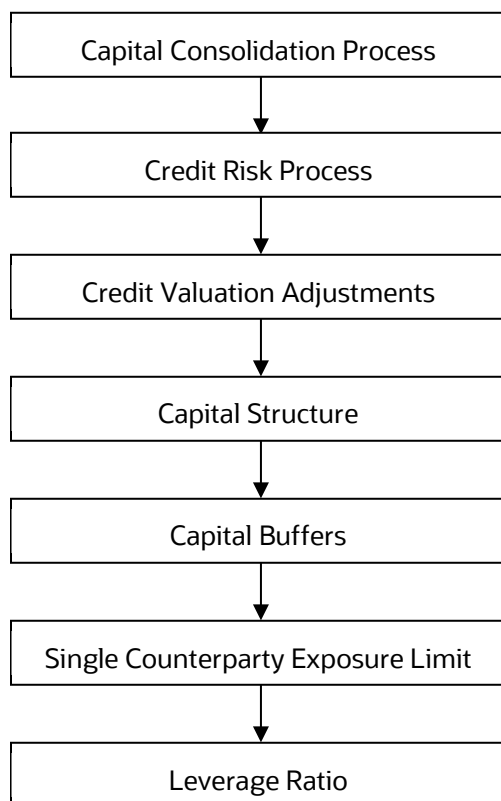 Capital Consolidation Process
Credit Risk Process
Credit Valuation Adjustments
Capital Structure
Capital Buffers
Single Counterparty Exposure Limit
Leverage Ratio